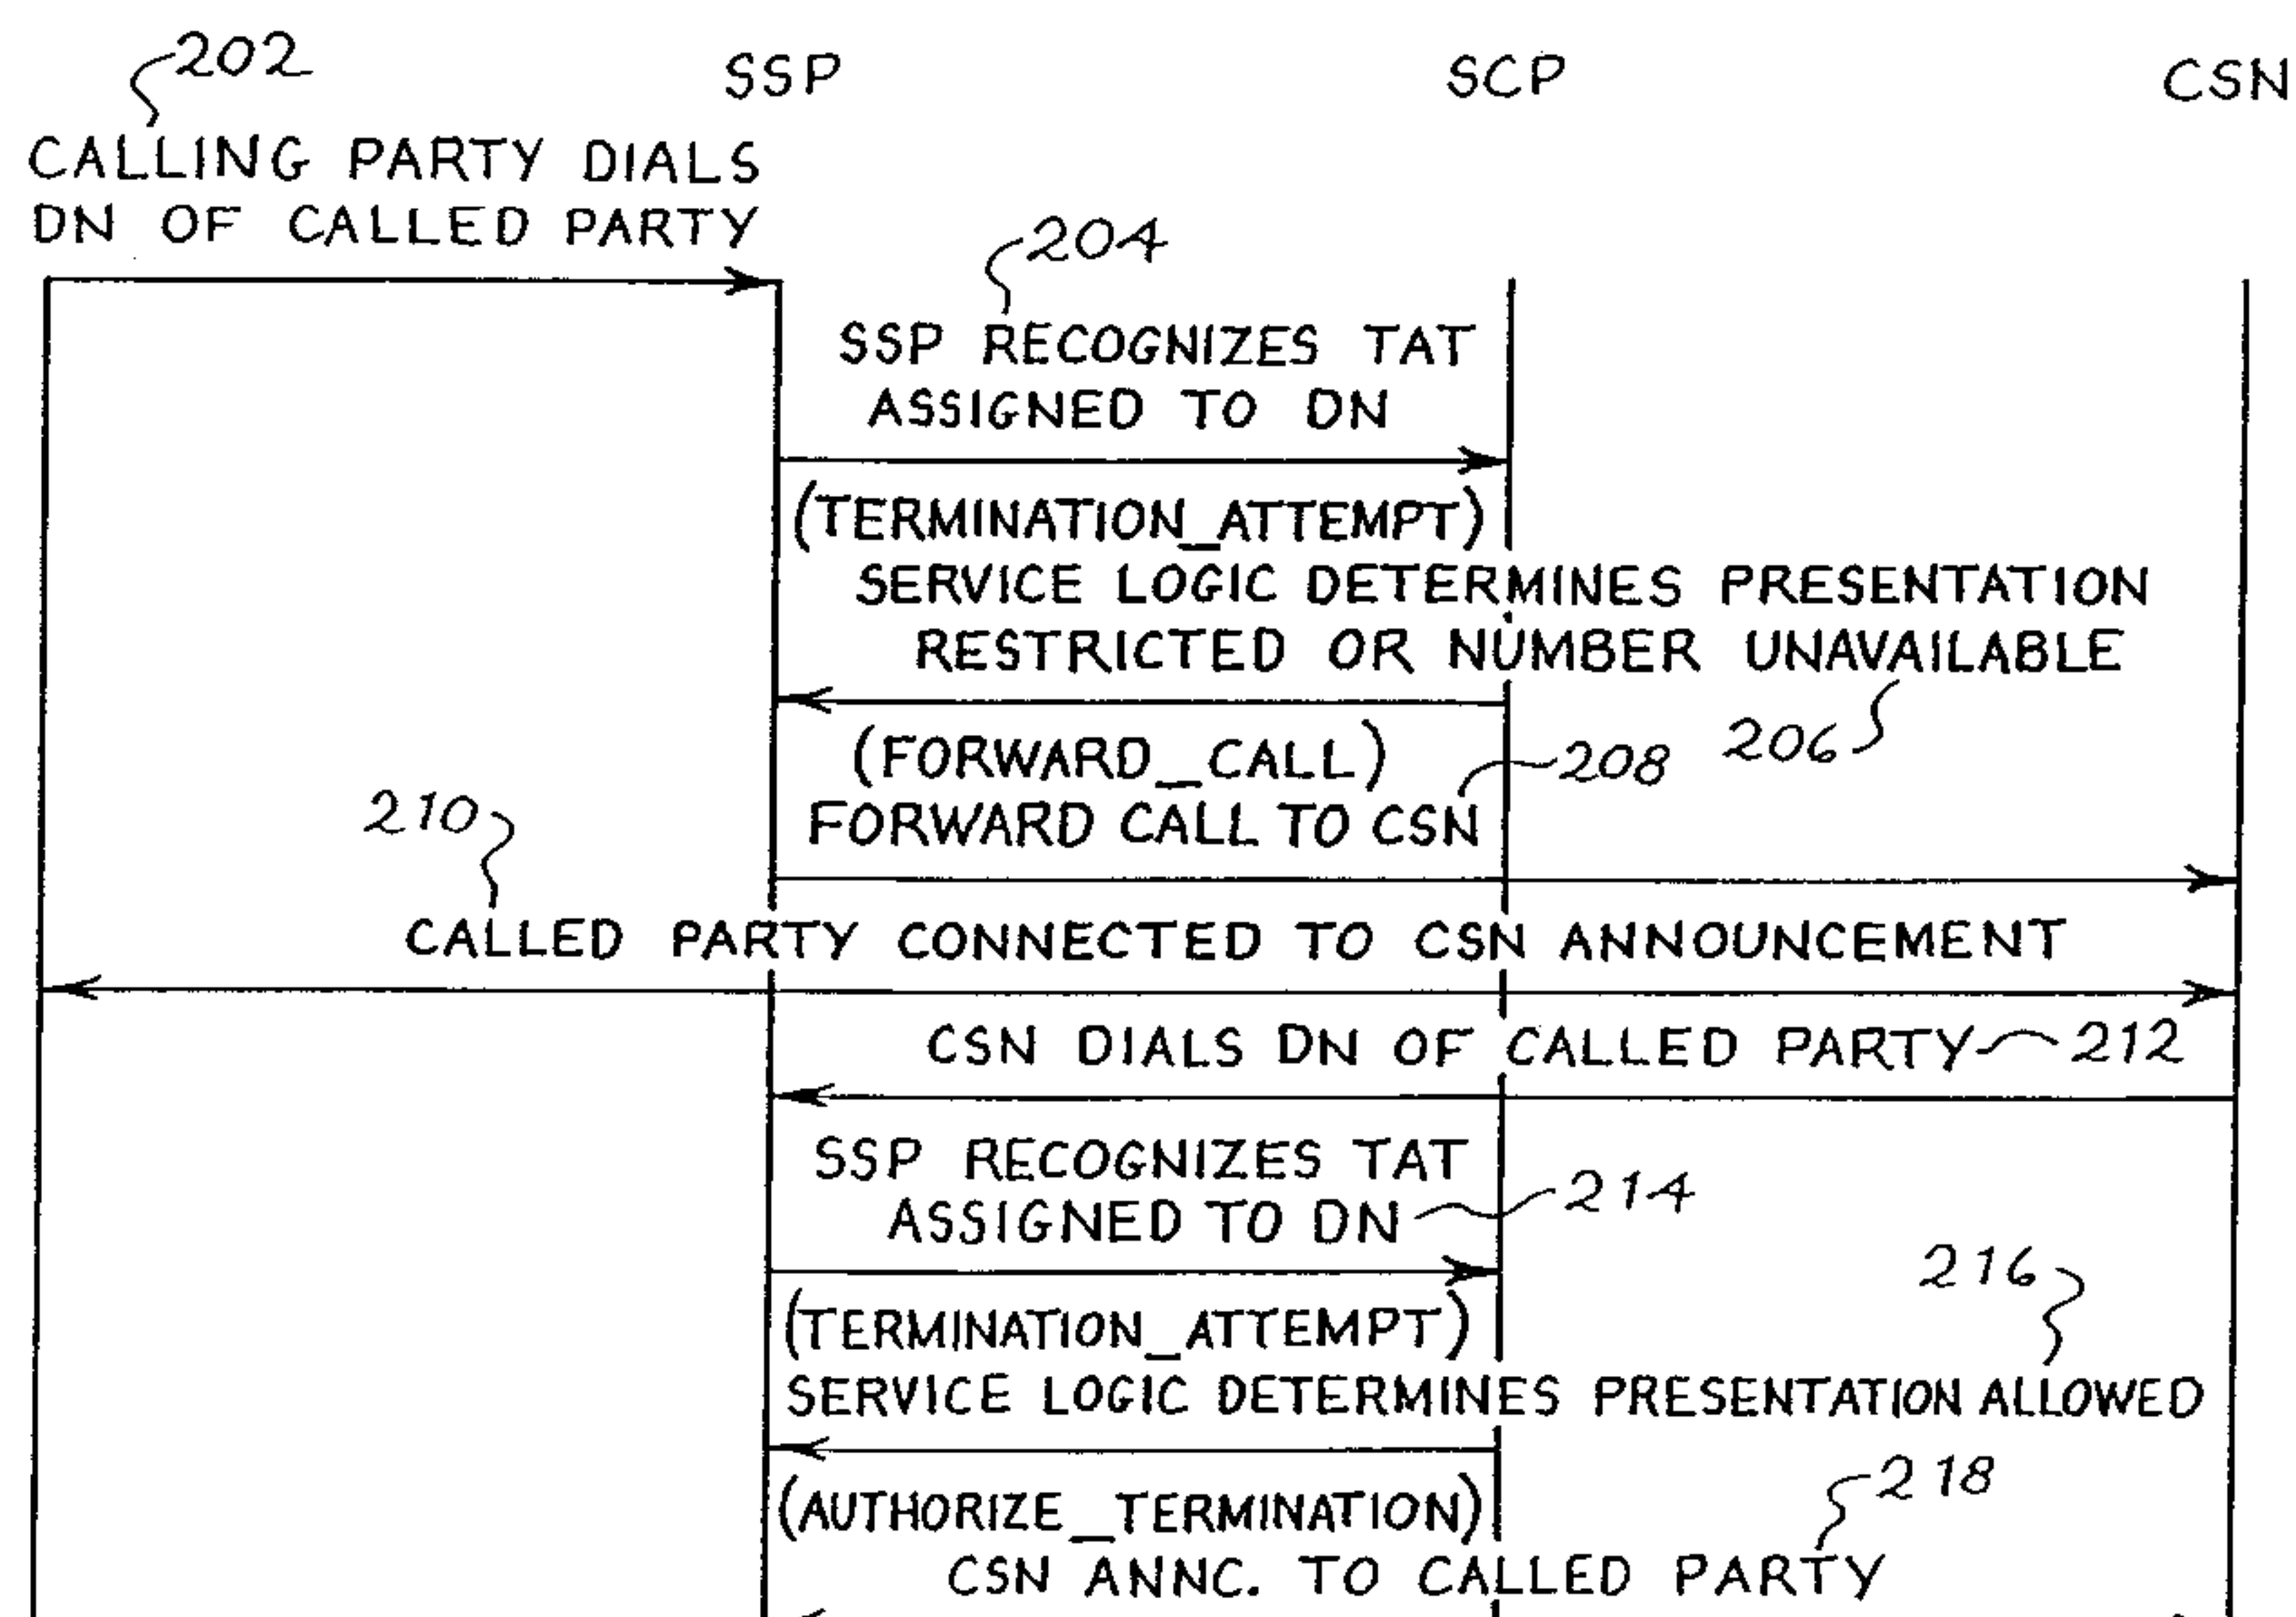 202
SSP SCP CSN
CALLING PARTY DIALS
DN OF CALLED PARTY
204
SSP RECOGNIZES TAT
ASSIGNED TO DN
(TERMINATION_ATTEMPT)
SERVICE LOGIC DETERMINES PRESENTATION
RESTRICTED OR NUMBER UNAVAILABLE
206
(FORWARD_CALL)
208
FORWARD CALL TO CSN
210
CALLED PARTY CONNECTED TO CSN ANNOUNCEMENT
CSN DIALS DN OF CALLED PARTY 212
SSP RECOGNIZES TAT
ASSIGNED TO DN 214
216
(TERMINATION_ATTEMPT)
SERVICE LOGIC DETERMINES PRESENTATION ALLOWED
218
(AUTHORIZE_TERMINATION)
CSN ANNC. TO CALLED PARTY